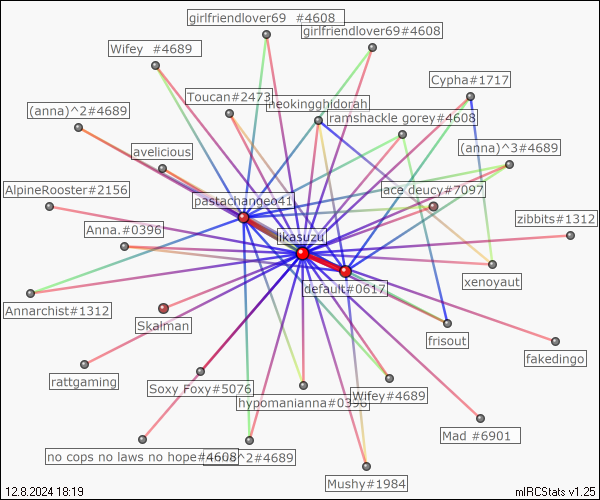 girlfriendlover69 #4608
girlfriendlover69#4608
Wifey #4689
Cypha#1717
Toucan#2473
heokingghidorah
(anna)^2#4689
ramshackle gorey#4608
avelicious
(anna)^3#4689
AlpineRooster#2156
ace deucy#7097
pastachangeo41
zibbits#1312
Anna.#0396
ikasuzu
xenoyaut
default#0617
Annarchist#1312
Skalman
frisout
fakedingo
rattgaming
Soxy Foxy#5076
hypomanianna#0396
Wifey#4689
Mad #6901
no cops no laws no hope#4608
^2#4689
Mushy#1984
12.8.2024 18:19
mIRCStats v1.25